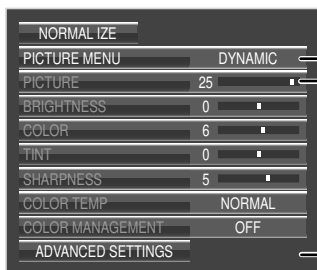 NORMAL IZE
PICTURE MENU DYNAMIC
PICTURE 25
BRIGHTNESS 0
COLOR 6
TINT 0
SHARPNESS 5
COLOR TEMP NORMAL
COLOR MANAGEMENT OFF
ADVANCED SETTINGS